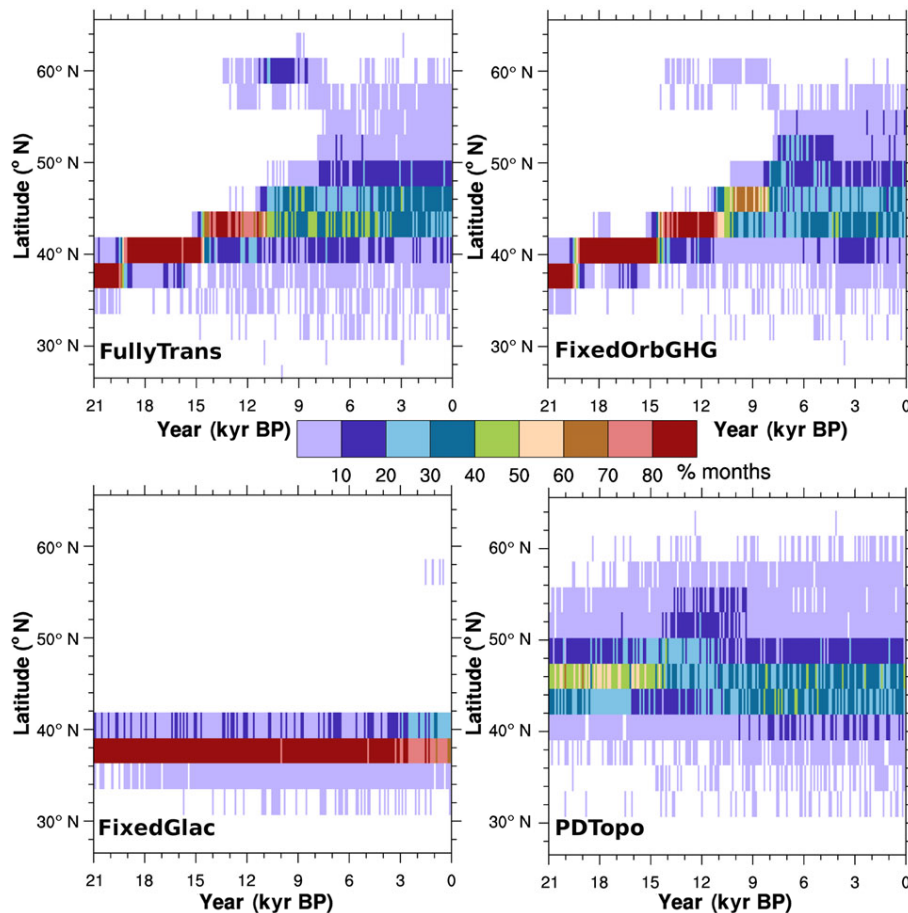 60° N
50° N
40° N
30° N
Latitude (° N)
FullyTrans
21 18 15 12 9 6 3 0
Year (kyr BP)
60° N
50° N
40° N
30° N
Latitude (° N)
FixedOrbGHG
21 18 15 12 9 6 3 0
Year (kyr BP)
10 20 30 40 50 60 70 80 % months
60° N
50° N
40° N
30° N
Latitude (° N)
FixedGlac
21 18 15 12 9 6 3 0
Year (kyr BP)
60° N
50° N
40° N
30° N
Latitude (° N)
PDTopo
21 18 15 12 9 6 3 0
Year (kyr BP)